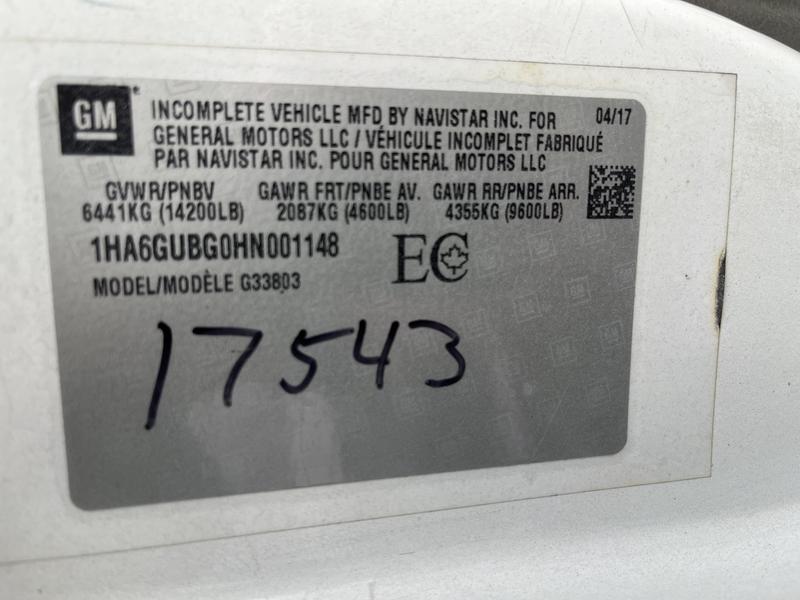 GM
INCOMPLETE VEHICLE MFD BY NAVISTAR INC. FOR 04/17
GENERAL MOTORS LLC / VÉHICULE INCOMPLET FABRIQUÉ
PAR NAVISTAR INC. POUR GENERAL MOTORS LLC
GVWR/PNBV GAWR FRT/PNBE AV. GAWR RR/PNBE ARR.
6441KG (14200LB) 2087KG (4600LB) 4355KG (9600LB)
1HA6GUBG0HN001148 EC
MODEL/MODÈLE G33803
17543